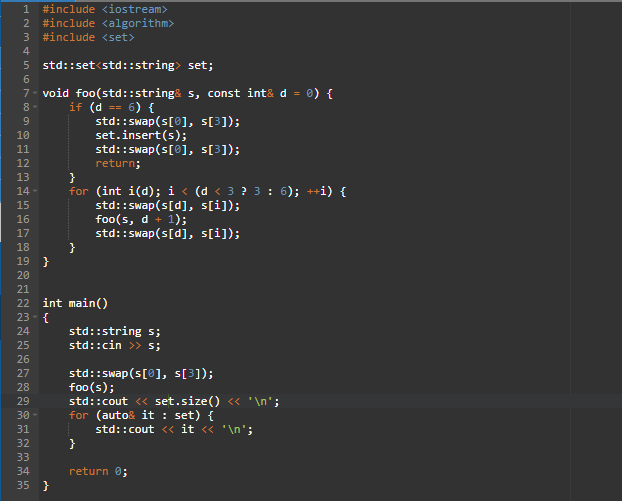 1 #include <iostream>
2 #include <algorithm>
3 #include <set>
4
5 std::set<std::string> set;
6
7 void foo(std::string& s, const int& d = 0) {
8     if (d == 6) {
9         std::swap(s[0], s[3]);
10         set.insert(s);
11         std::swap(s[0], s[3]);
12         return;
13     }
14     for (int i(d); i < (d < 3 ? 3 : 6); ++i) {
15         std::swap(s[d], s[i]);
16         foo(s, d + 1);
17         std::swap(s[d], s[i]);
18     }
19 }
20
21
22 int main()
23 {
24     std::string s;
25     std::cin >> s;
26
27     std::swap(s[0], s[3]);
28     foo(s);
29     std::cout << set.size() << '\n';
30     for (auto& it : set) {
31         std::cout << it << '\n';
32     }
33
34     return 0;
35 }